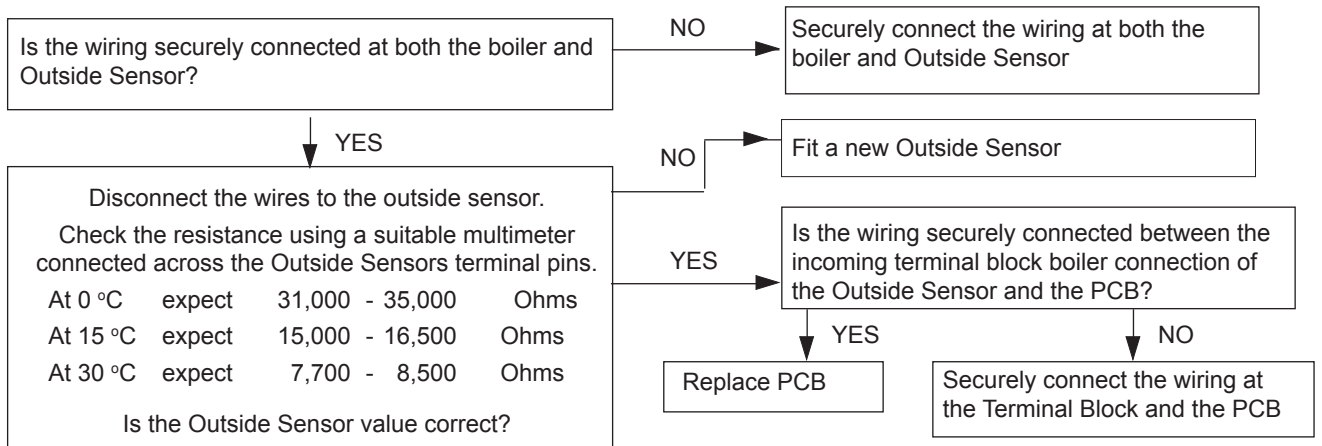 Is the wiring securely connected at both the boiler and
Outside Sensor?
NO
Securely connect the wiring at both the
boiler and Outside Sensor
YES
Disconnect the wires to the outside sensor.
Check the resistance using a suitable multimeter
connected across the Outside Sensors terminal pins.
At 0 °C expect 31,000 - 35,000 Ohms
At 15 °C expect 15,000 - 16,500 Ohms
At 30 °C expect 7,700 - 8,500 Ohms
Is the Outside Sensor value correct?
NO
Fit a new Outside Sensor
YES
Is the wiring securely connected between the
incoming terminal block boiler connection of
the Outside Sensor and the PCB?
YES
Replace PCB
NO
Securely connect the wiring at
the Terminal Block and the PCB